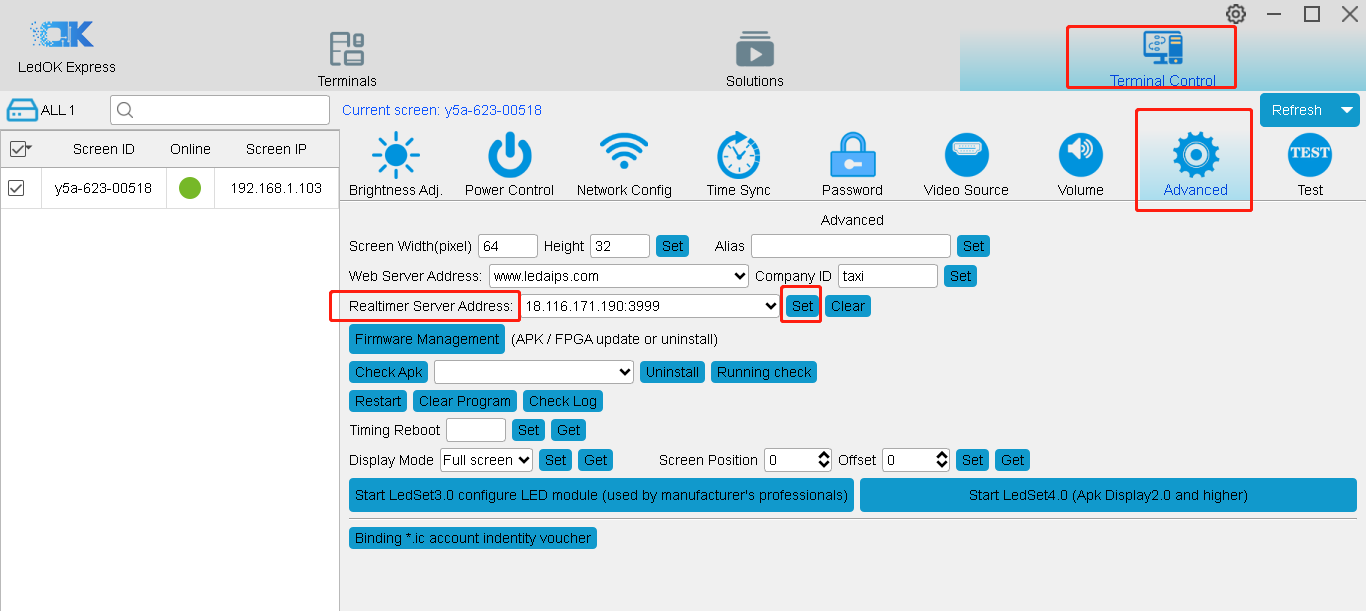 LedOK Express
Terminals
Solutions
Terminal Control
ALL 1
Current screen: y5a-623-00518
Refresh
Screen ID Online Screen IP
y5a-623-00518 192.168.1.103
Brightness Adj. Power Control Network Config Time Sync Password Video Source Volume Advanced TEST Test
Advanced
Screen Width(pixel) 64 Height 32 Set Alias Set
Web Server Address: www.ledaips.com Company ID taxi Set
Realtimer Server Address: 18.116.171.190:3999 Set Clear
Firmware Management (APK / FPGA update or uninstall)
Check Apk Uninstall Running check
Restart Clear Program Check Log
Timing Reboot Set Get
Display Mode Full screen Set Get Screen Position 0 Offset 0 Set Get
Start LedSet3.0 configure LED module (used by manufacturer's professionals) Start LedSet4.0 (Apk Display2.0 and higher)
Binding *.ic account indentity voucher